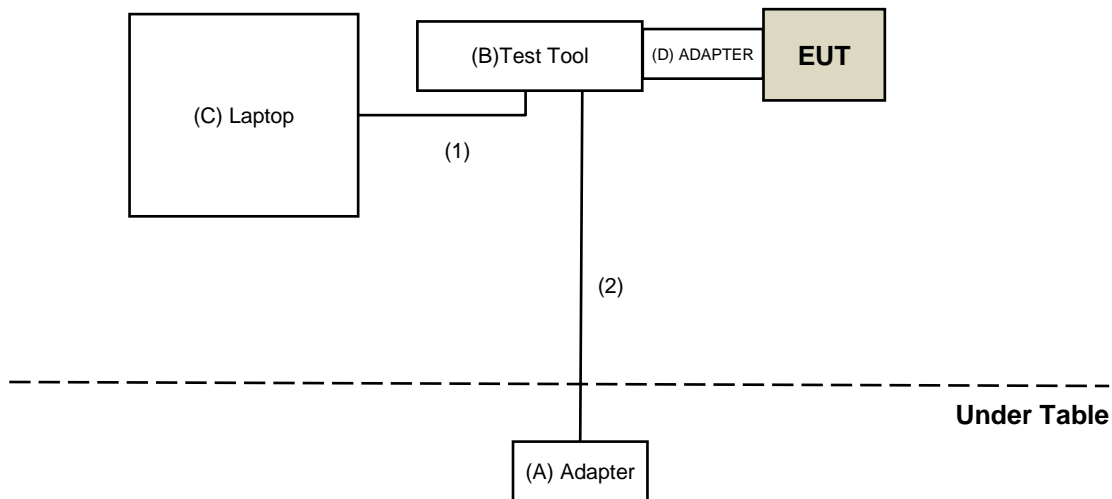 (B)Test Tool
(D) ADAPTER
EUT
(C) Laptop
(1)
(2)
Under Table
(A) Adapter